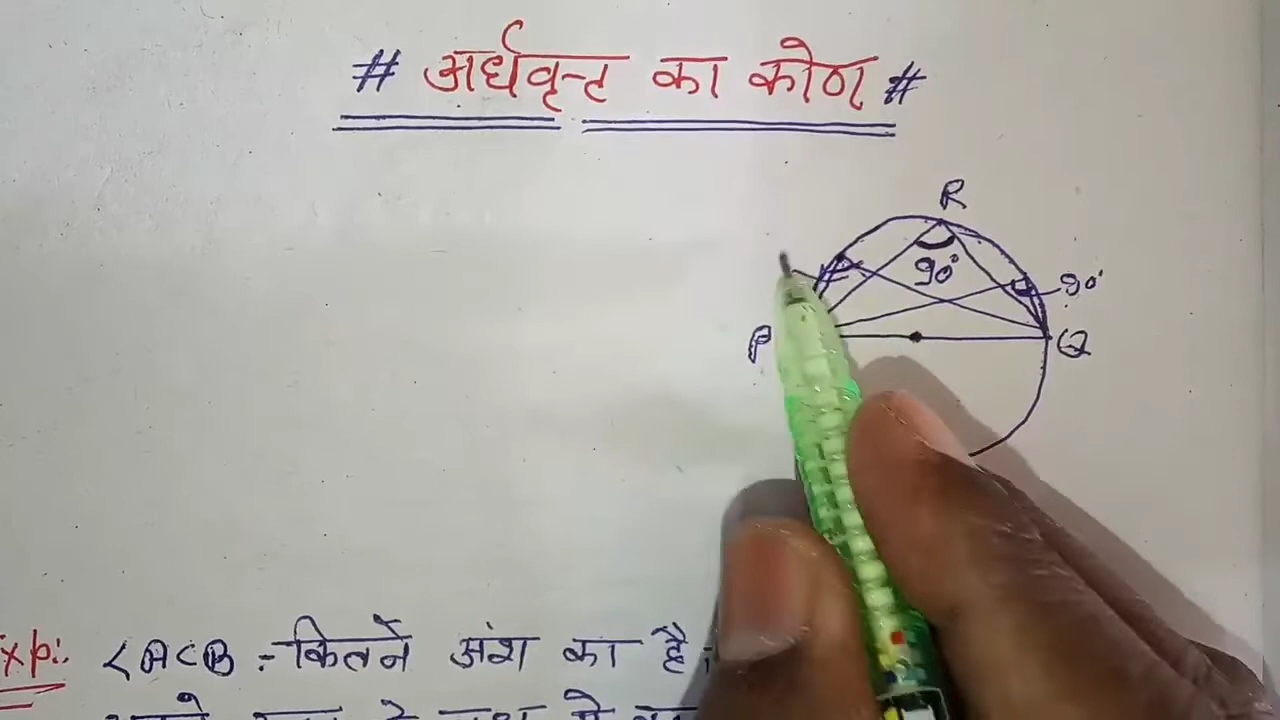 # अर्धवृत्त का कोण #
R
90°
90°
P
Q
Exp:. <ACB :- कितने अंश का है :-